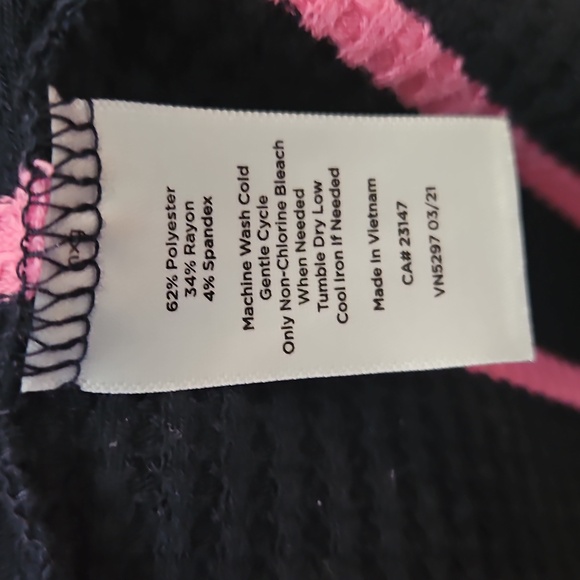 62% Polyester
34% Rayon
4% Spandex
Machine Wash Cold
Gentle Cycle
Only Non-Chlorine Bleach
When Needed
Tumble Dry Low
Cool Iron If Needed
Made In Vietnam
CA# 23147
VN5297 03/21